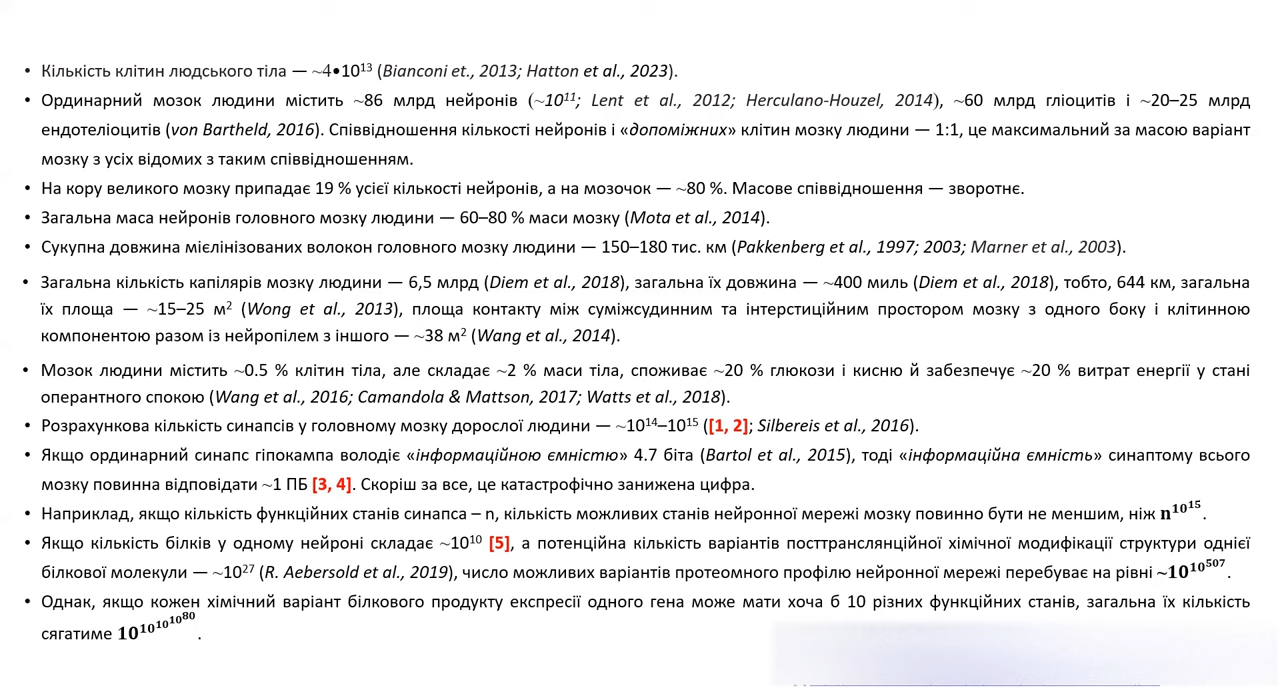 • Кількість клітин людського тіла — ~4•10¹³ (Bianconi et., 2013; Hatton et al., 2023).
• Ординарний мозок людини містить ~86 млрд нейронів (~10¹¹; Lent et al., 2012; Herculano-Houzel, 2014), ~60 млрд гліоцитів і ~20–25 млрд
ендотеліоцитів (von Bartheld, 2016). Співвідношення кількості нейронів і «допоміжних» клітин мозку людини — 1:1, це максимальний за масою варіант
мозку з усіх відомих з таким співвідношенням.
• На кору великого мозку припадає 19 % усієї кількості нейронів, а на мозочок — ~80 %. Масове співвідношення — зворотнє.
• Загальна маса нейронів головного мозку людини — 60–80 % маси мозку (Mota et al., 2014).
• Сукупна довжина мієлінізованих волокон головного мозку людини — 150–180 тис. км (Pakkenberg et al., 1997; 2003; Marner et al., 2003).
• Загальна кількість капілярів мозку людини — 6,5 млрд (Diem et al., 2018), загальна їх довжина — ~400 миль (Diem et al., 2018), тобто, 644 км, загальна
їх площа — ~15–25 м² (Wong et al., 2013), площа контакту між суміжсудинним та інтерстиційним простором мозку з одного боку і клітинною
компонентою разом із нейропілем з іншого — ~38 м² (Wang et al., 2014).
• Мозок людини містить ~0.5 % клітин тіла, але складає ~2 % маси тіла, споживає ~20 % глюкози і кисню й забезпечує ~20 % витрат енергії у стані
оперантного спокою (Wang et al., 2016; Camandola & Mattson, 2017; Watts et al., 2018).
• Розрахункова кількість синапсів у головному мозку дорослої людини — ~10¹⁴–10¹⁵ ([1, 2]; Silbereis et al., 2016).
• Якщо ординарний синапс гіпокампа володіє «інформаційною ємністю» 4.7 біта (Bartol et al., 2015), тоді «інформаційна ємність» синаптому всього
мозку повинна відповідати ~1 ПБ [3, 4]. Скоріш за все, це катастрофічно занижена цифра.
• Наприклад, якщо кількість функційних станів синапса – n, кількість можливих станів нейронної мережі мозку повинно бути не меншим, ніж n^10^15.
• Якщо кількість білків у одному нейроні складає ~10¹⁰ [5], а потенційна кількість варіантів посттрансляційної хімічної модифікації структури однієї
білкової молекули — ~10²⁷ (R. Aebersold et al., 2019), число можливих варіантів протеомного профілю нейронної мережі перебуває на рівні ~10^10^507.
• Однак, якщо кожен хімічний варіант білкового продукту експресії одного гена може мати хоча б 10 різних функційних станів, загальна їх кількість
сягатиме 10^10^10^10^80.